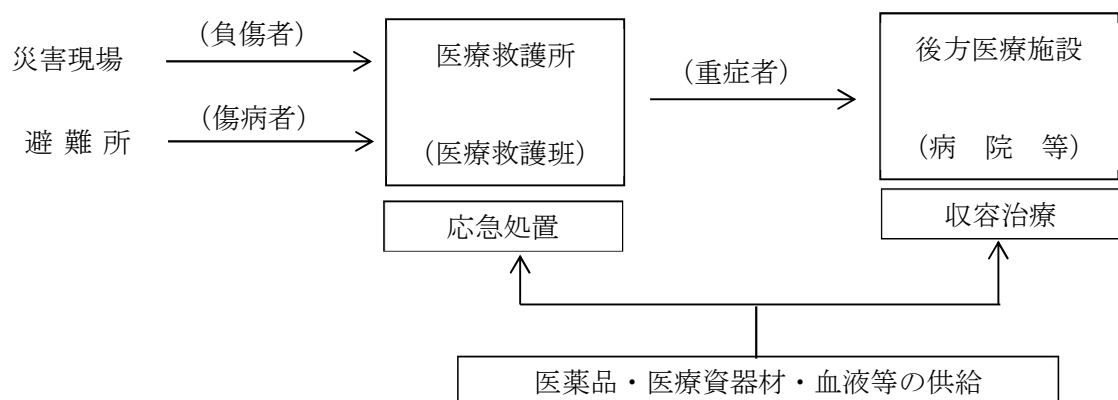 災害現場
(負傷者)
医療救護所
(重症者)
後方医療施設
避 難 所
(傷病者)
(医療救護班)
(病 院 等)
応急処置
収容治療
医薬品・医療資器材・血液等の供給